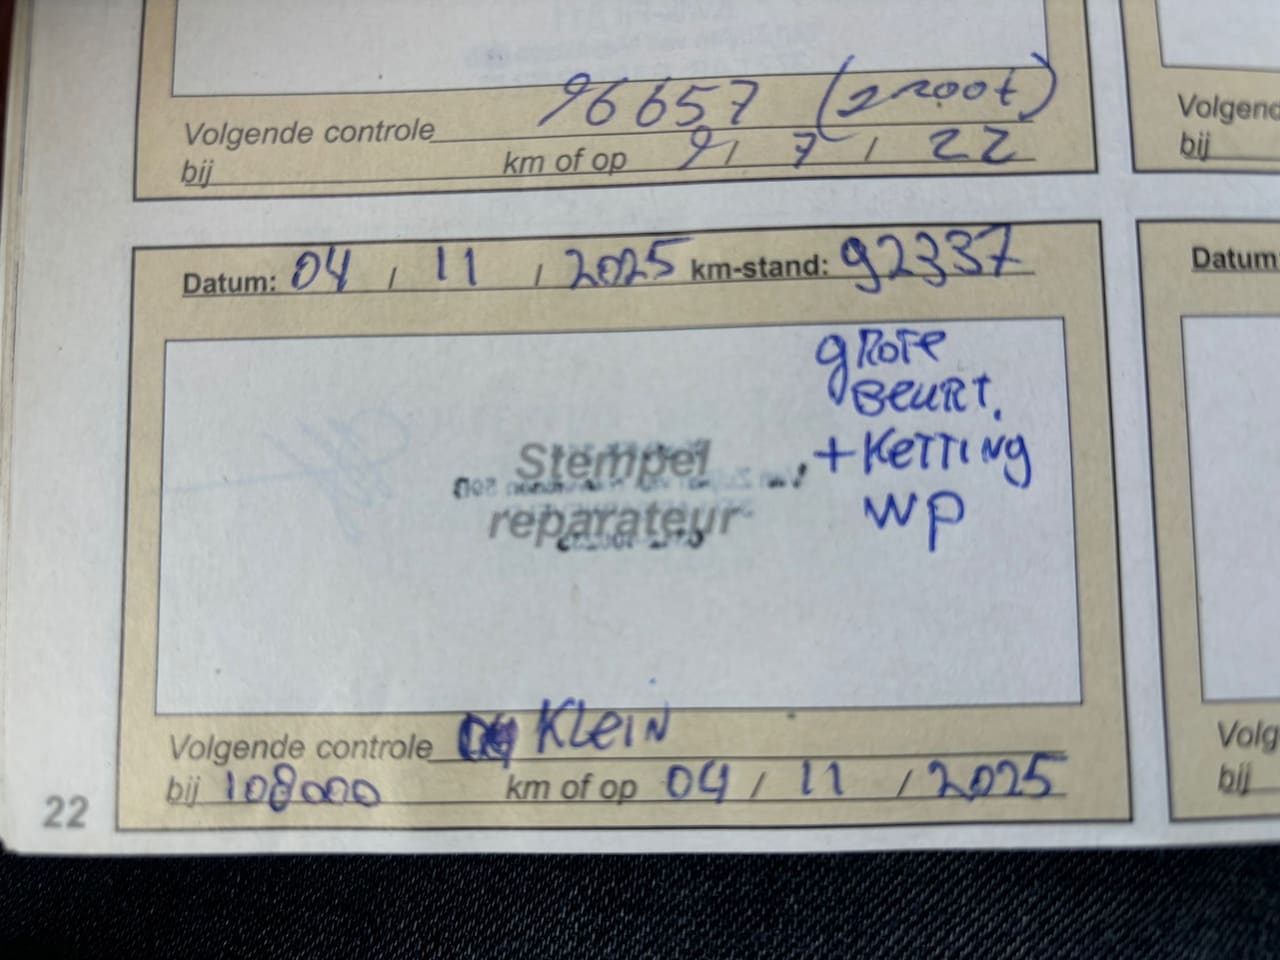 96657 (groot)
Volgende controle
bij km of op 9 / 7 / 22
Volgend
bij
Datum: 04 / 11 / 2025 km-stand: 92337
Datum
grote
Beurt.
+Ketting
WP
Stempel
reparateur
Volgende controle Klein
bij 108000 km of op 04 / 11 / 2025
Volg
bij
22